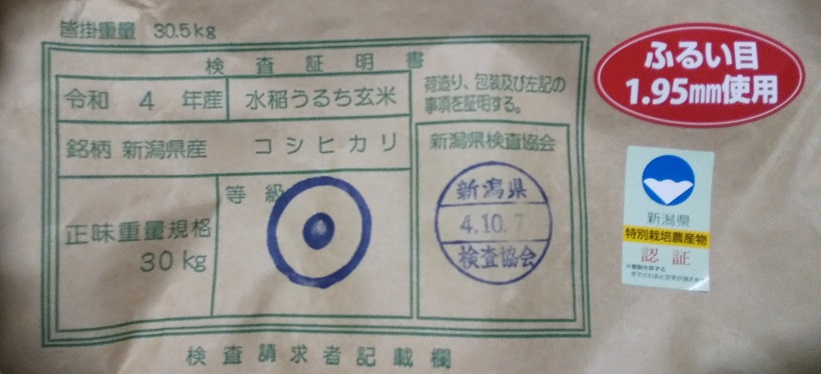 皆掛重量 30.5kg
検査証明書
令和 4 年産 水稲うるち玄米
銘柄 新潟県産 コシヒカリ
正味重量規格
30kg
等級
荷造り、包装及び左記の
事項を証明する。
新潟県検査協会
新潟県
4.10.7
検査協会
検査請求者記載欄
ふるい目
1.95mm使用
新潟県
特別栽培農産物
認証